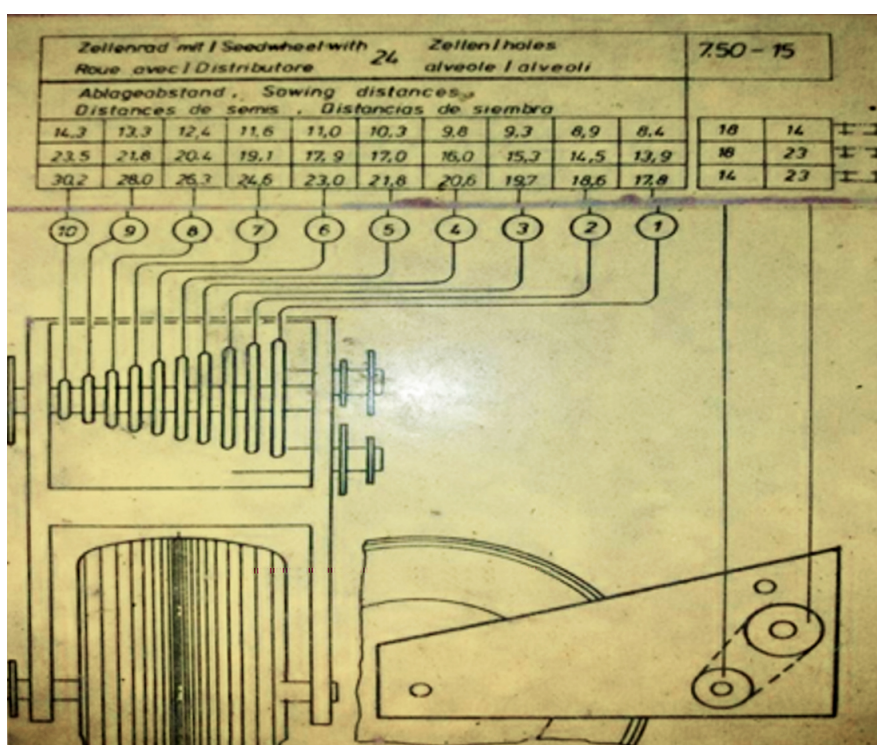 Zellenrad mit / Seedwheel with 24 Zellen / holes 7.50 - 15
Roue avec / Distributore alveole / alveoli
Ablageabstand, Sowing distances,
Distances de semis, Distancias de siembra
14,3 13,3 12,4 11,6 11,0 10,3 9,8 9,3 8,9 8,4 18 14
23,5 21,8 20,4 19,1 17,9 17,0 16,0 15,3 14,5 13,9 18 23
30,2 28,0 26,3 24,6 23,0 21,8 20,6 19,7 18,6 17,8 14 23
10 9 8 7 6 5 4 3 2 1